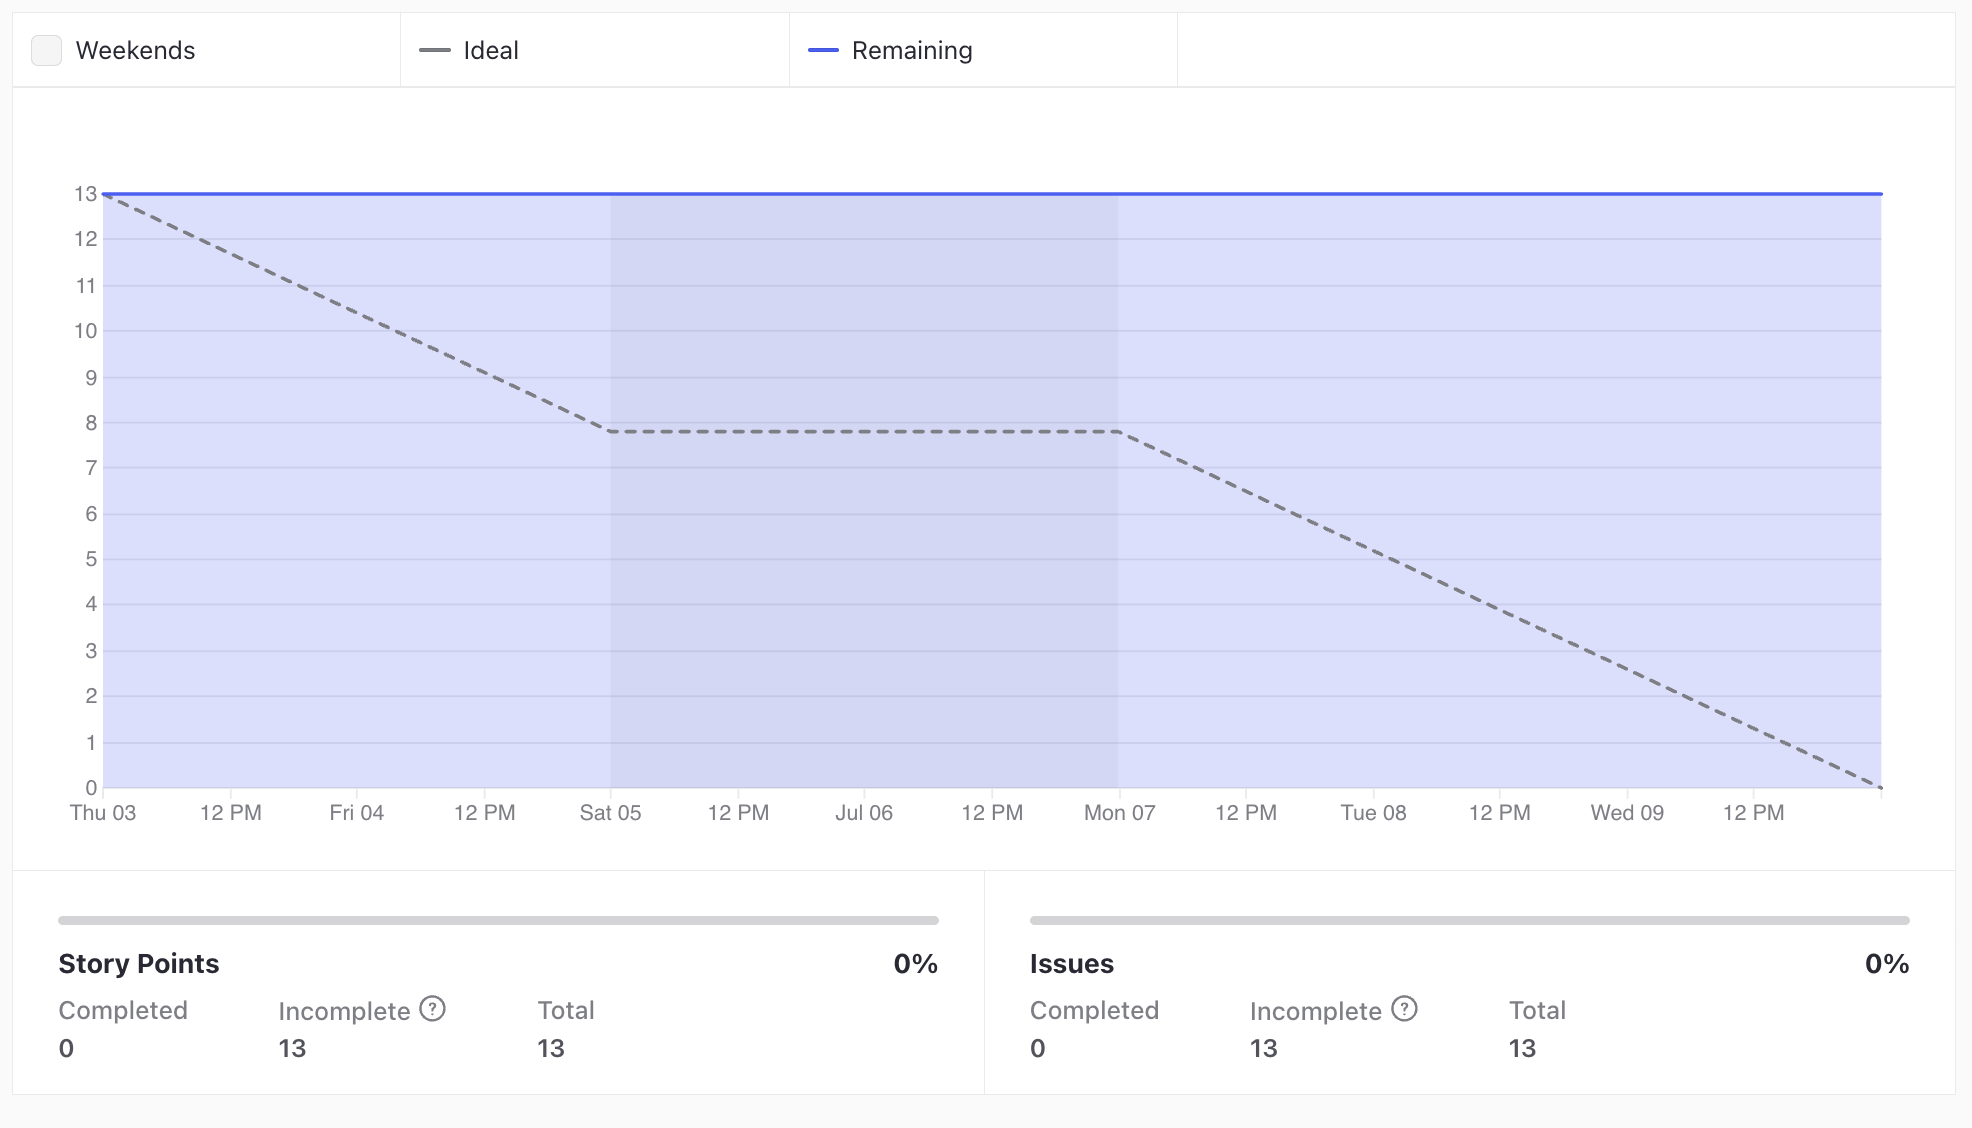 Weekends
Ideal
Remaining
13
12
11
10
9
8
7
6
5
4
3
2
1
0
Thu 03 12 PM Fri 04 12 PM Sat 05 12 PM Jul 06 12 PM Mon 07 12 PM Tue 08 12 PM Wed 09 12 PM
Story Points 0%
Completed Incomplete ? Total
0 13 13
Issues 0%
Completed Incomplete ? Total
0 13 13